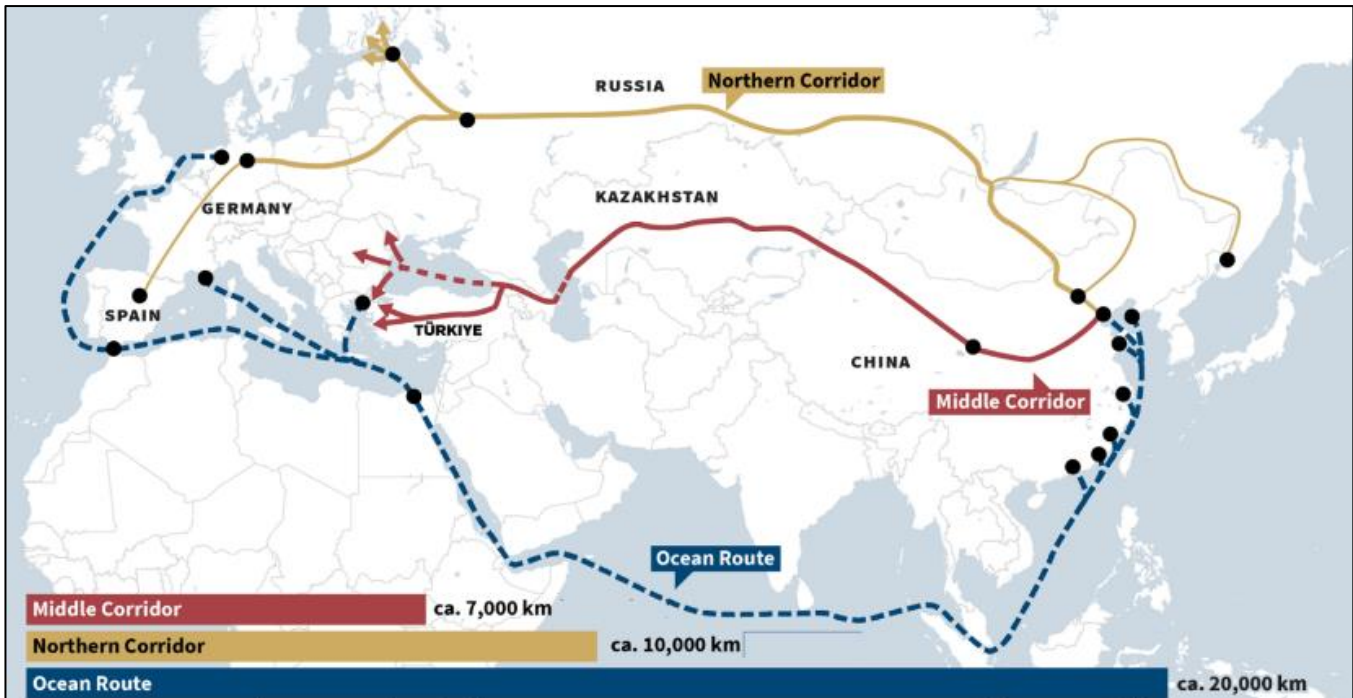 RUSSIA
Northern Corridor
KAZAKHSTAN
GERMANY
SPAIN
TÜRKIYE
CHINA
Middle Corridor
Ocean Route
Middle Corridor ca. 7,000 km
Northern Corridor ca. 10,000 km
Ocean Route ca. 20,000 km